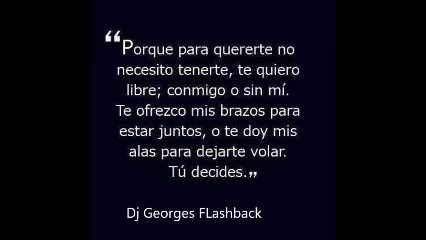 “Porque para quererte no
necesito tenerte, te quiero
libre; conmigo o sin mí.
Te ofrezco mis brazos para
estar juntos, o te doy mis
alas para dejarte volar.
Tú decides.„
Dj Georges FLashback